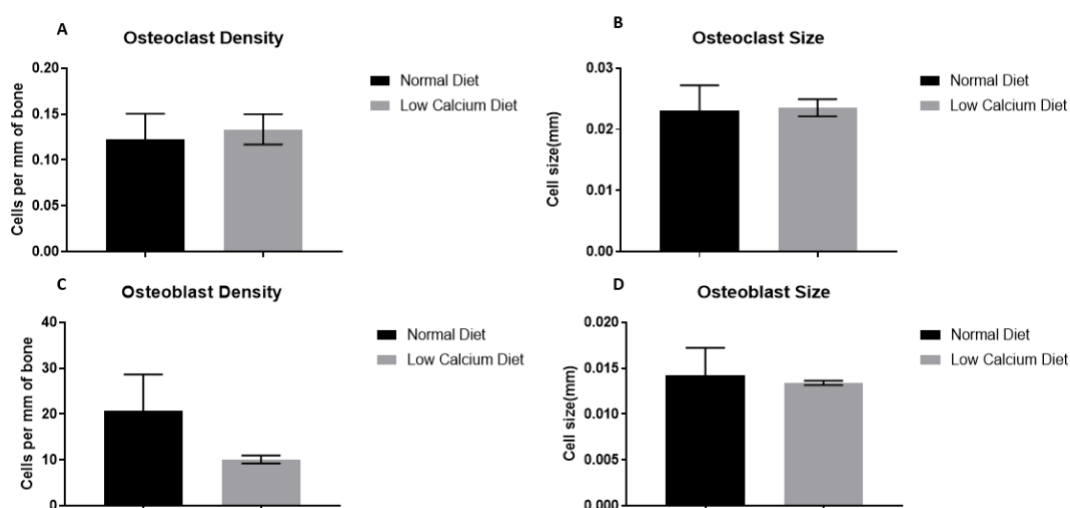 A
Osteoclast Density
Cells per mm of bone
0.20
0.15
0.10
0.05
0.00
Normal Diet
Low Calcium Diet
B
Osteoclast Size
Cell size(mm)
0.03
0.02
0.01
0.00
Normal Diet
Low Calcium Diet
C
Osteoblast Density
Cells per mm of bone
40
30
20
10
0
Normal Diet
Low Calcium Diet
D
Osteoblast Size
Cell size(mm)
0.020
0.015
0.010
0.005
0.000
Normal Diet
Low Calcium Diet